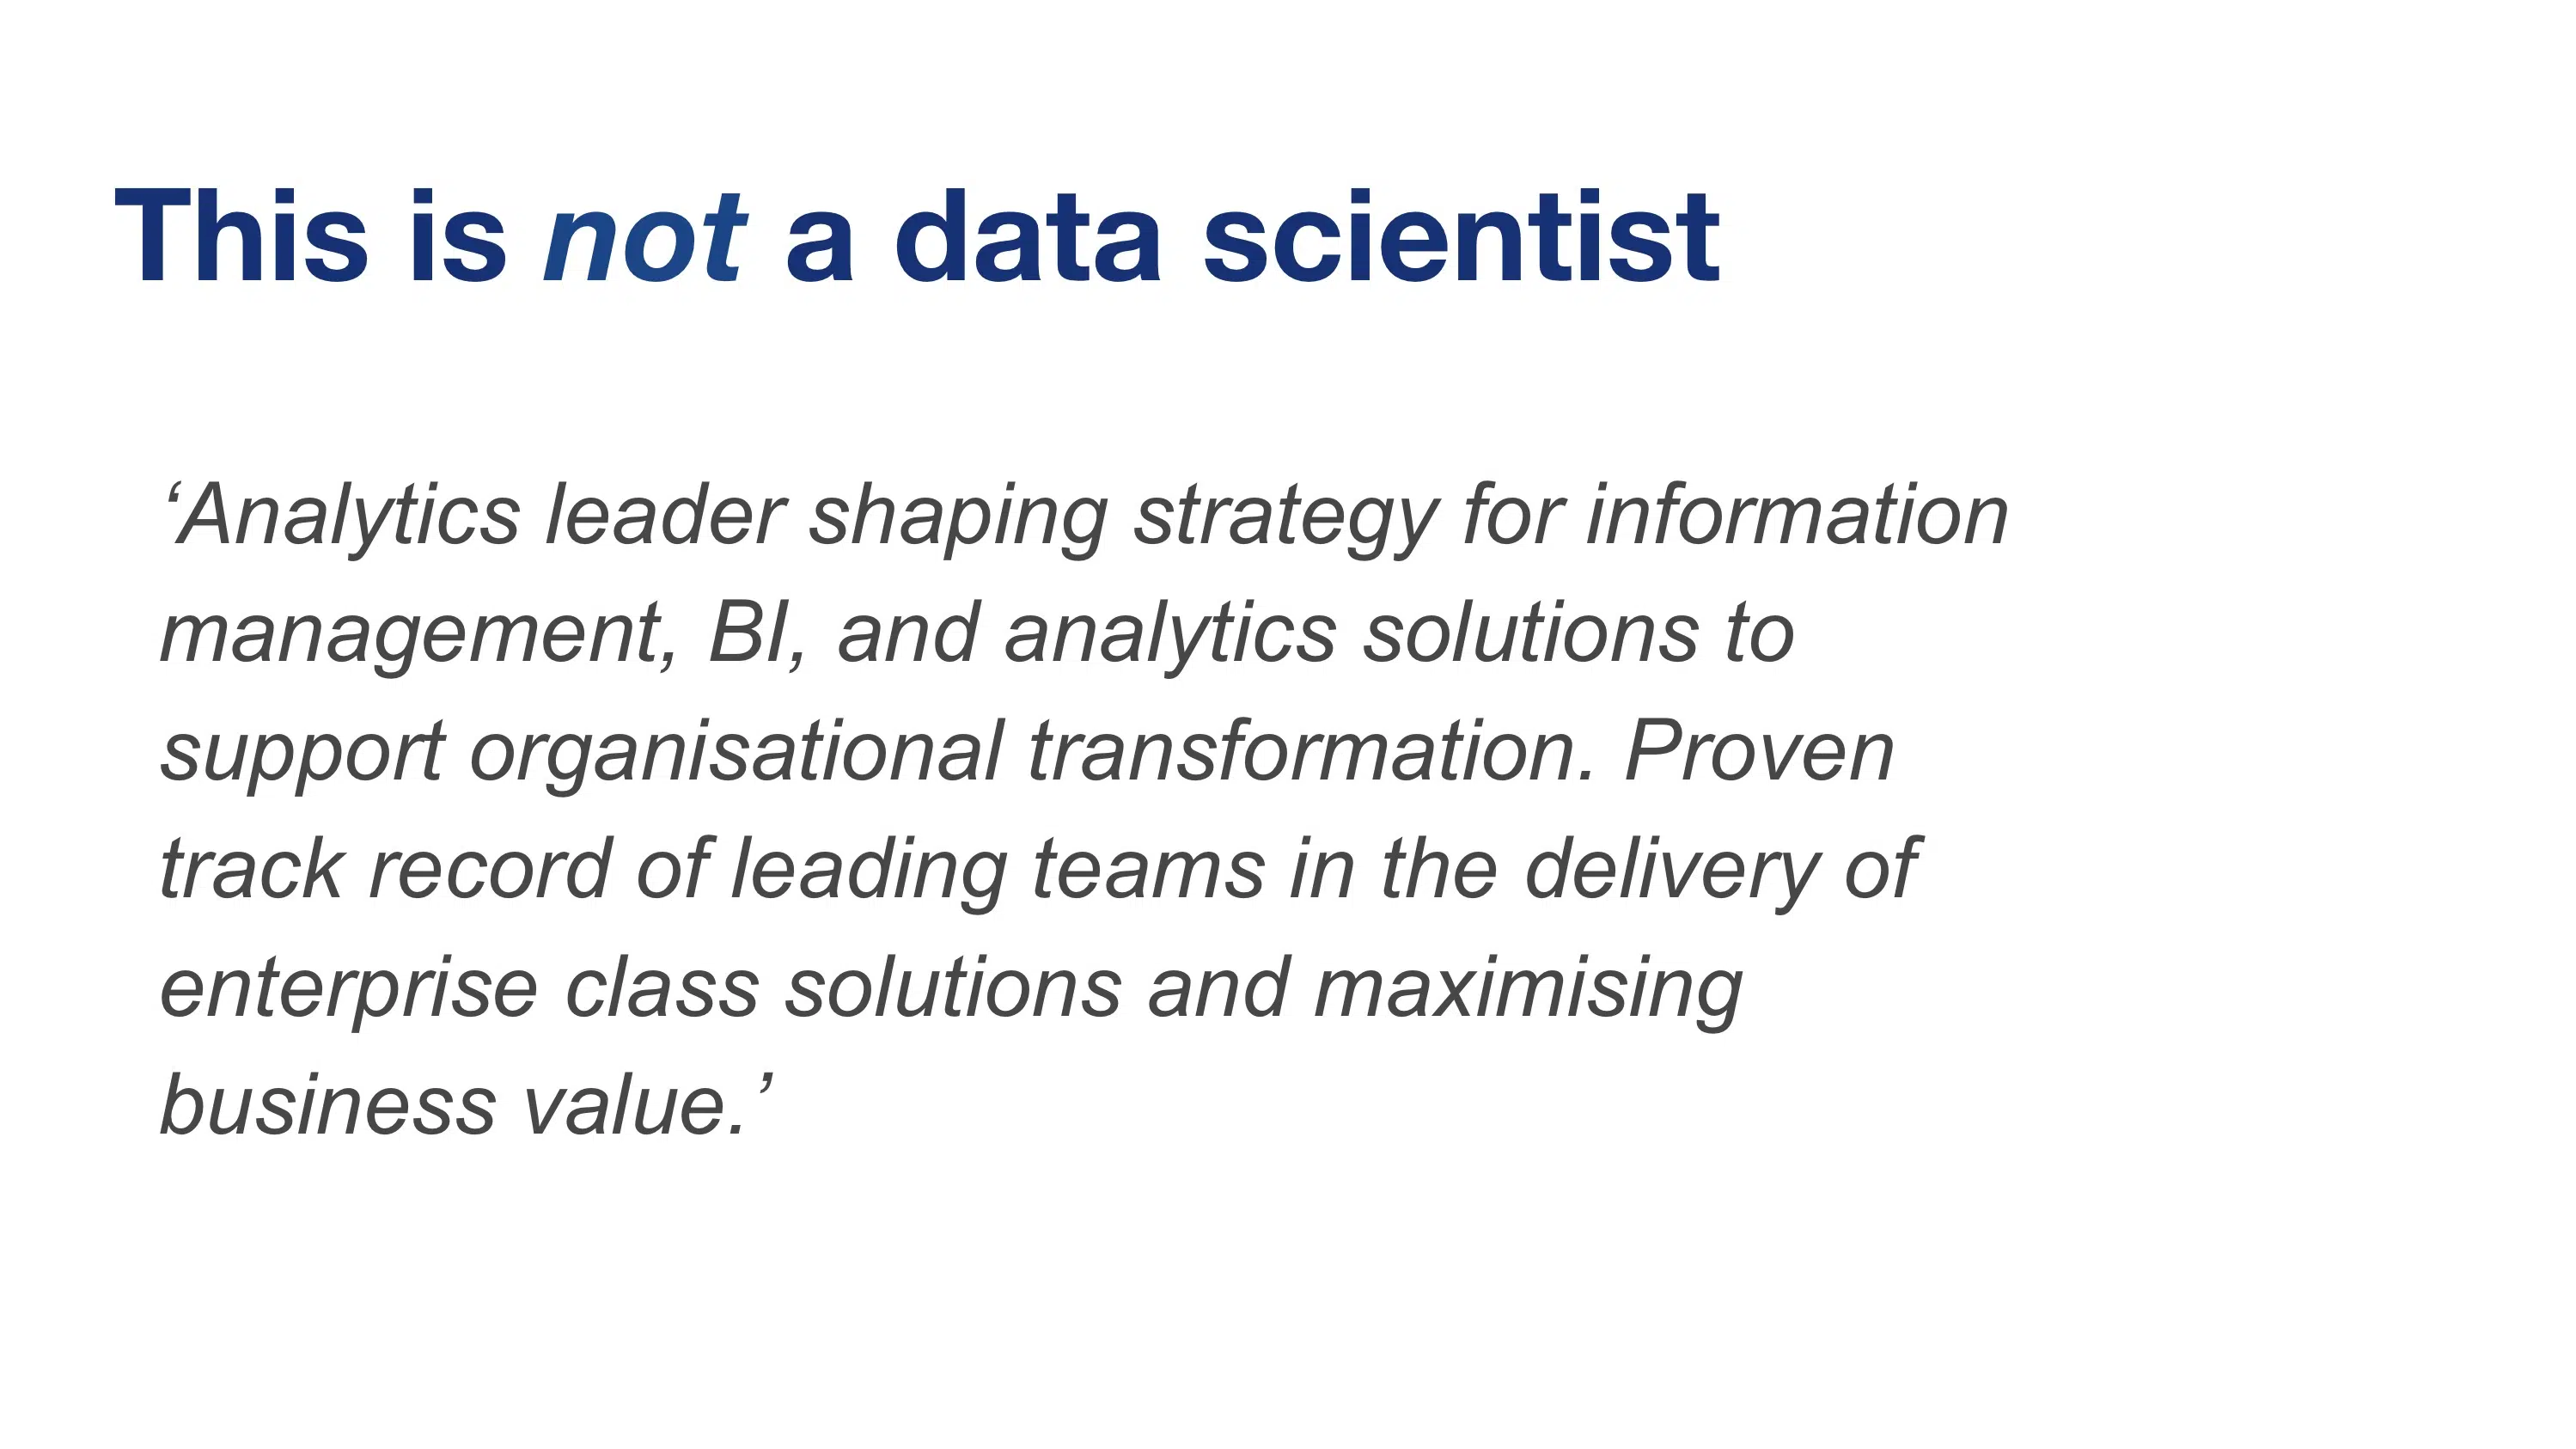 This is not a data scientist
‘Analytics leader shaping strategy for information
management, BI, and analytics solutions to
support organisational transformation. Proven
track record of leading teams in the delivery of
enterprise class solutions and maximising
business value.’